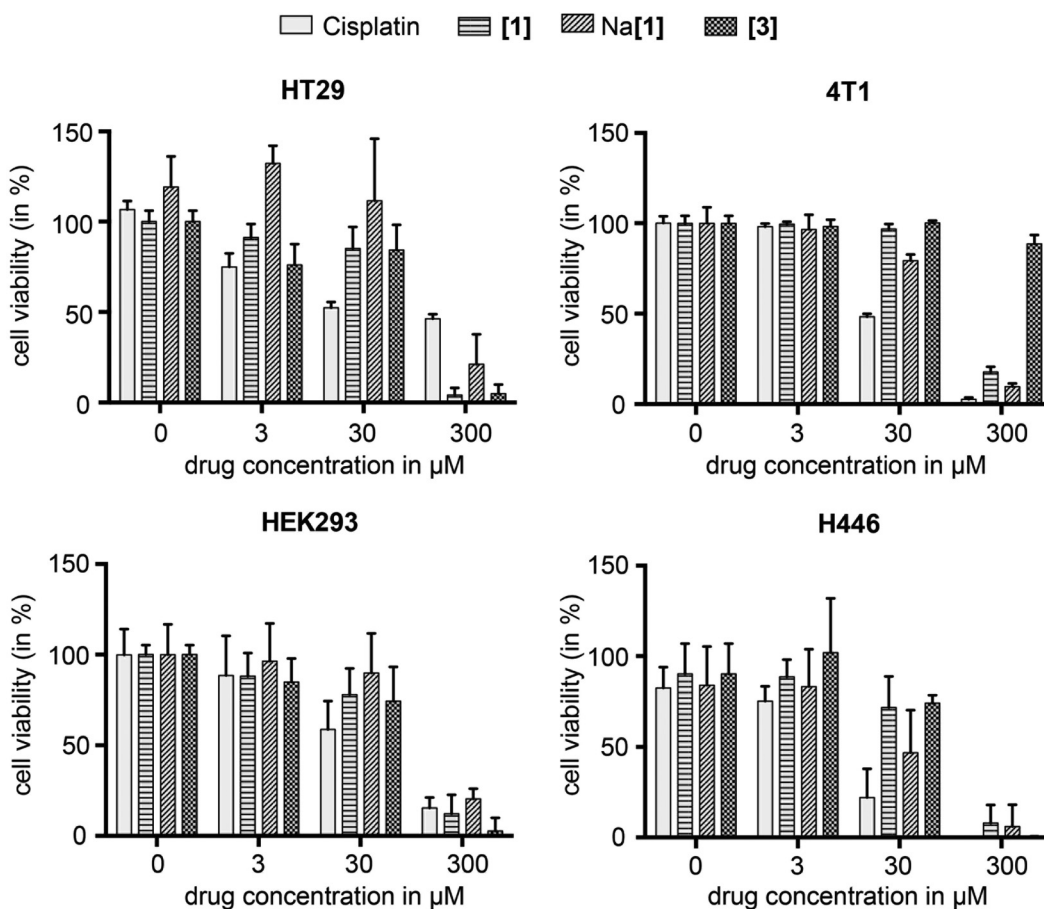 Cisplatin [1] Na[1] [3]
HT29
cell viability (in %)
150
100
50
0
0 3 30 300
drug concentration in µM
4T1
cell viability (in %)
150
100
50
0
0 3 30 300
drug concentration in µM
HEK293
cell viability (in %)
150
100
50
0
0 3 30 300
drug concentration in µM
H446
cell viability (in %)
150
100
50
0
0 3 30 300
drug concentration in µM